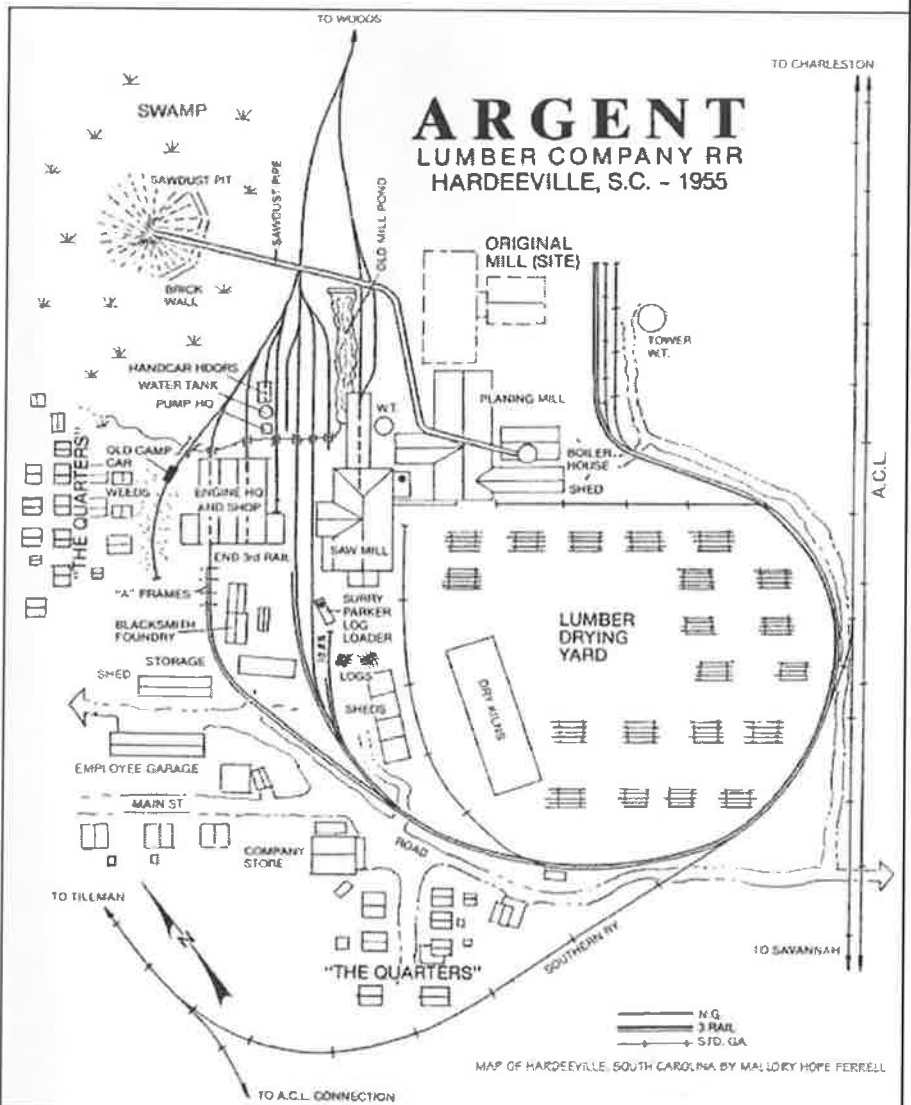 TO WOODS
TO CHARLESTON
SWAMP
ARGENT
LUMBER COMPANY RR
HARDEEVILLE, S.C. - 1955
SAWDUST PIT
SAWDUST PIPE
OLD MILL POND
ORIGINAL
MILL (SITE)
BRICK
WALL
TOWER
W.T.
HANDCAR HDQRS
WATER TANK
PUMP HO
W.T.
PLANING MILL
"THE QUARTERS"
OLD CAMP
CAR
WEEDS
BOILER
HOUSE
SHED
A.C.L.
ENGINE HO
AND SHOP
SAW MILL
END 3rd RAIL
"A" FRAMES
BLACKSMITH
FOUNDRY
SURRY
PARKER
LOG
LOADER
LUMBER
DRYING
YARD
STORAGE
SHED
LOGS
SHEDS
DRY KILNS
EMPLOYEE GARAGE
MAIN ST
COMPANY
STORE
ROAD
TO TILLMAN
N
SOUTHERN RY
TO SAVANNAH
"THE QUARTERS"
N.G.
3 RAIL
STD. GA.
MAP OF HARDEEVILLE, SOUTH CAROLINA BY MALLORY HOPE FERRELL
TO A.C.L. CONNECTION